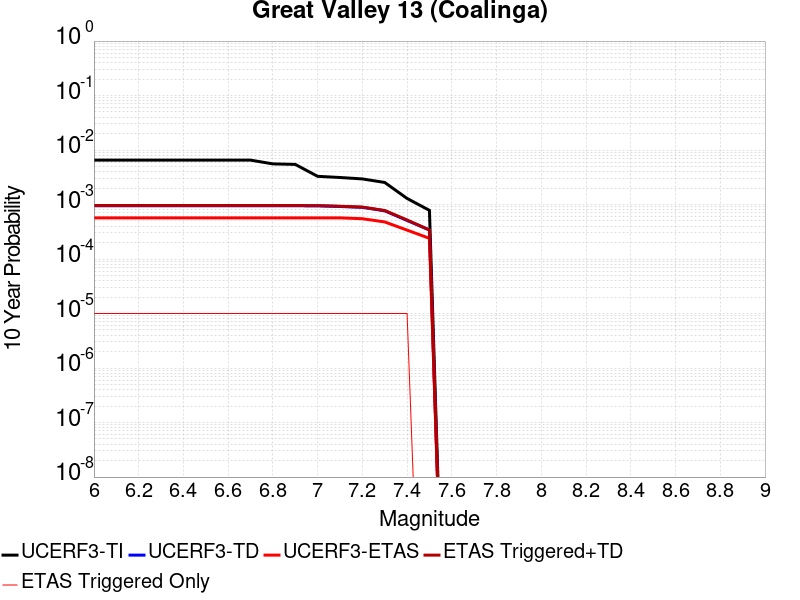 Great Valley 13 (Coalinga)
10 0
10 -1
10 -2
10 -3
10 -4
10 -5
10 -6
10 -7
10 -8
10 Year Probability
6 6.2 6.4 6.6 6.8 7 7.2 7.4 7.6 7.8 8 8.2 8.4 8.6 8.8 9
Magnitude
UCERF3-TI UCERF3-TD UCERF3-ETAS ETAS Triggered+TD
ETAS Triggered Only